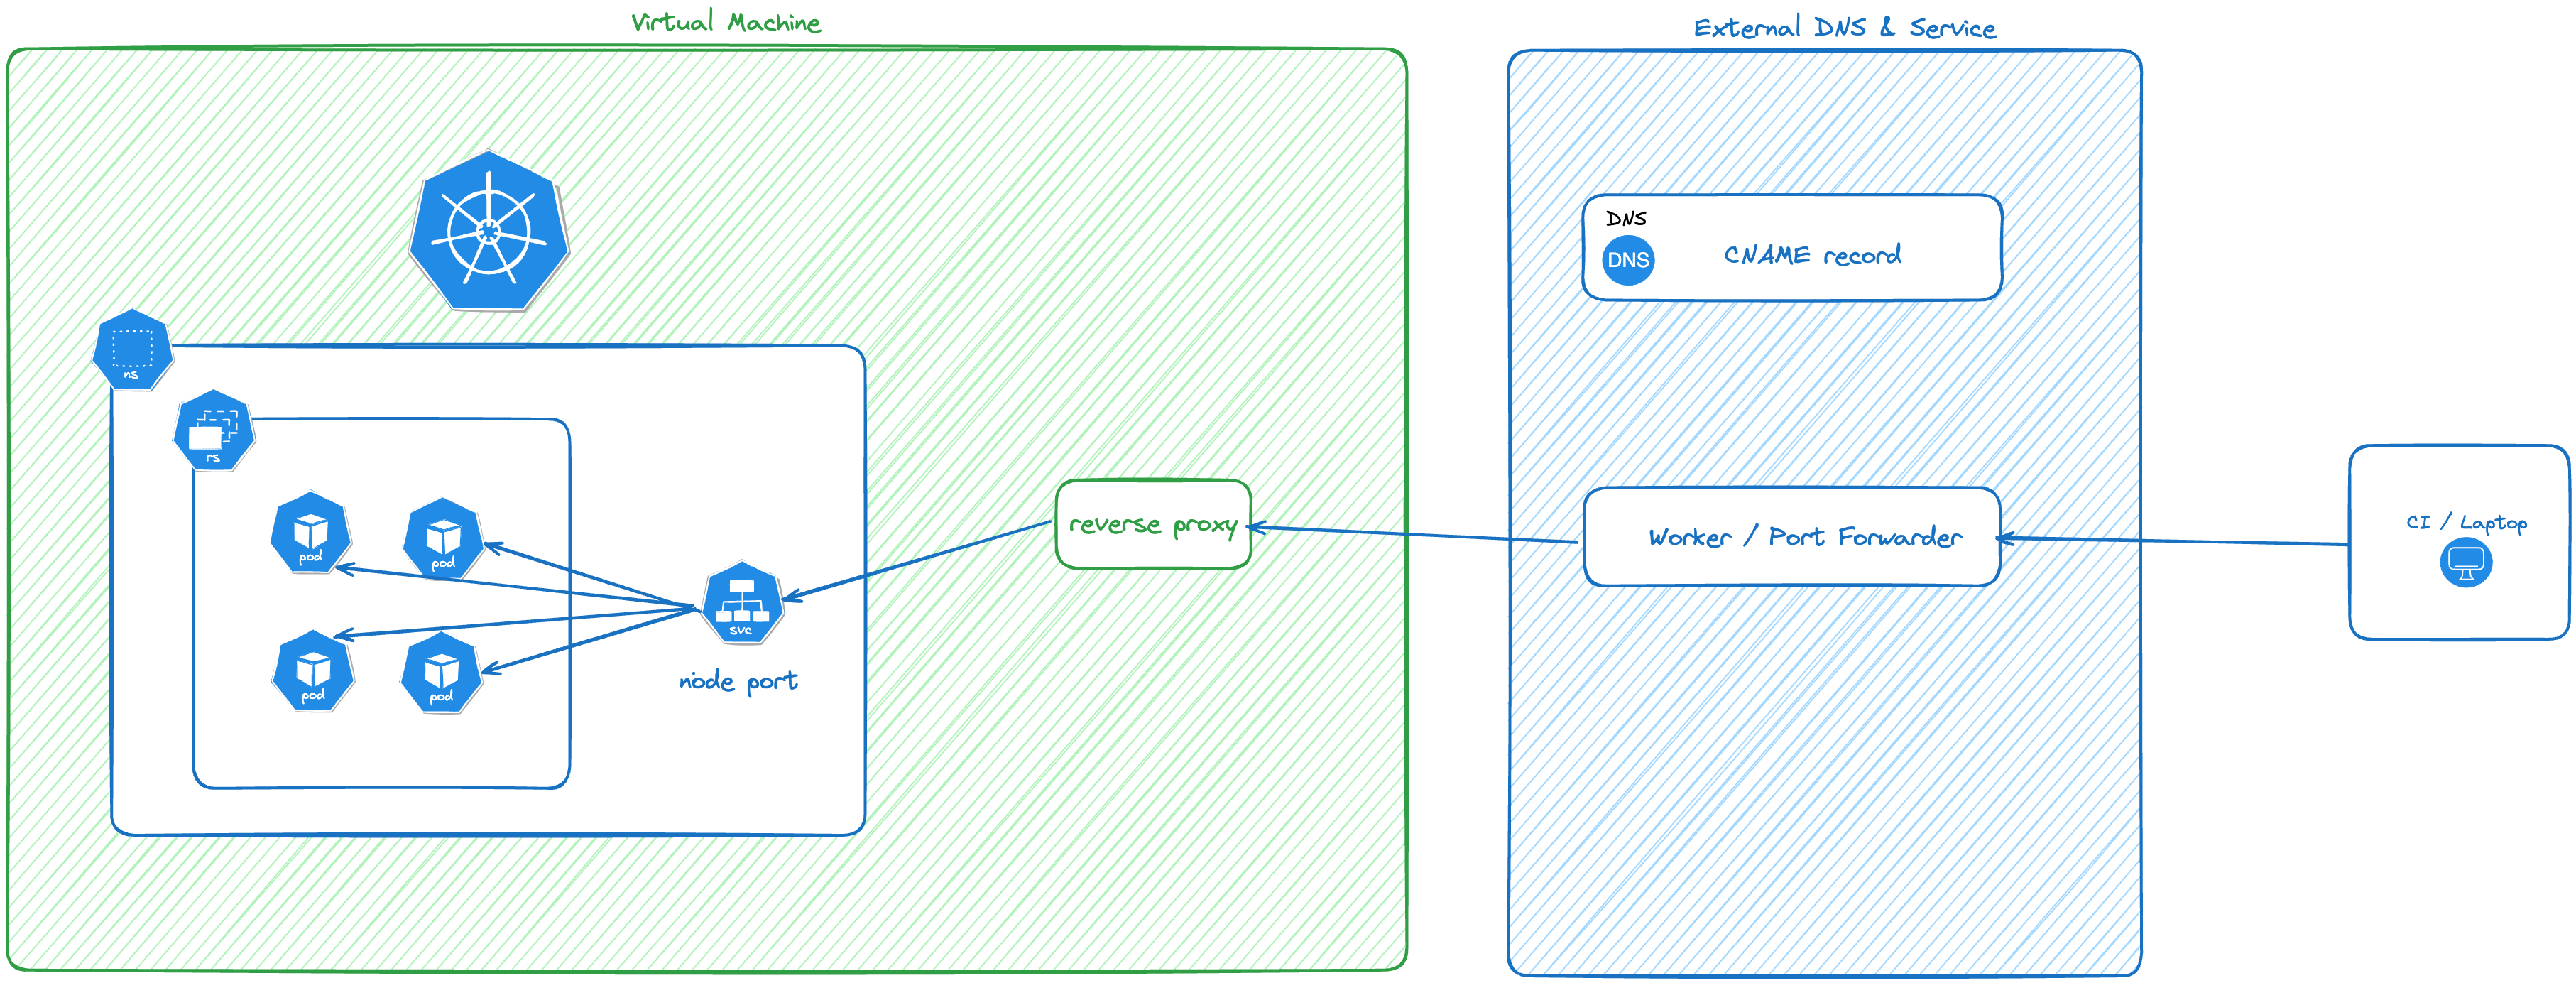 Virtual Machine
External DNS & Service
DNS
DNS
CNAME record
ns
rs
pod
pod
pod
pod
svc
node port
reverse proxy
Worker / Port Forwarder
CI / Laptop